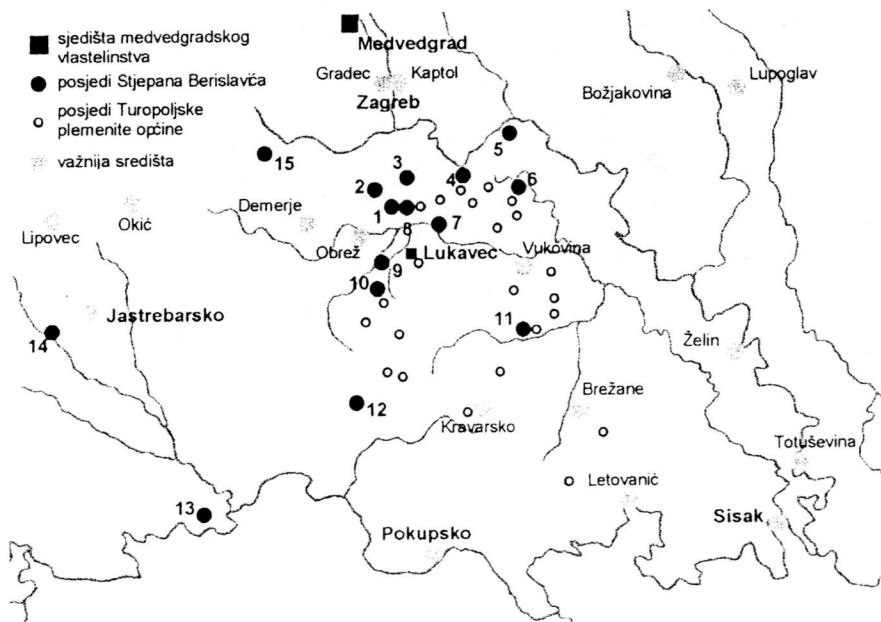 sjedišta medvedgradskog
vlastelinstva
posjedi Stjepana Berislavića
posjedi Turopoljske
plemenite općine
važnija središta
Medvedgrad
Gradec
Kaptol
Zagreb
Božjakovina
Lupoglav
15
3
5
2
4
6
1
8
7
Demerje
Okić
Lipovec
Obrež
Lukavec
Vukovina
9
10
Jastrebarsko
14
11
Želin
12
Kravarsko
Brežane
Totuševina
Letovanić
13
Pokupsko
Sisak